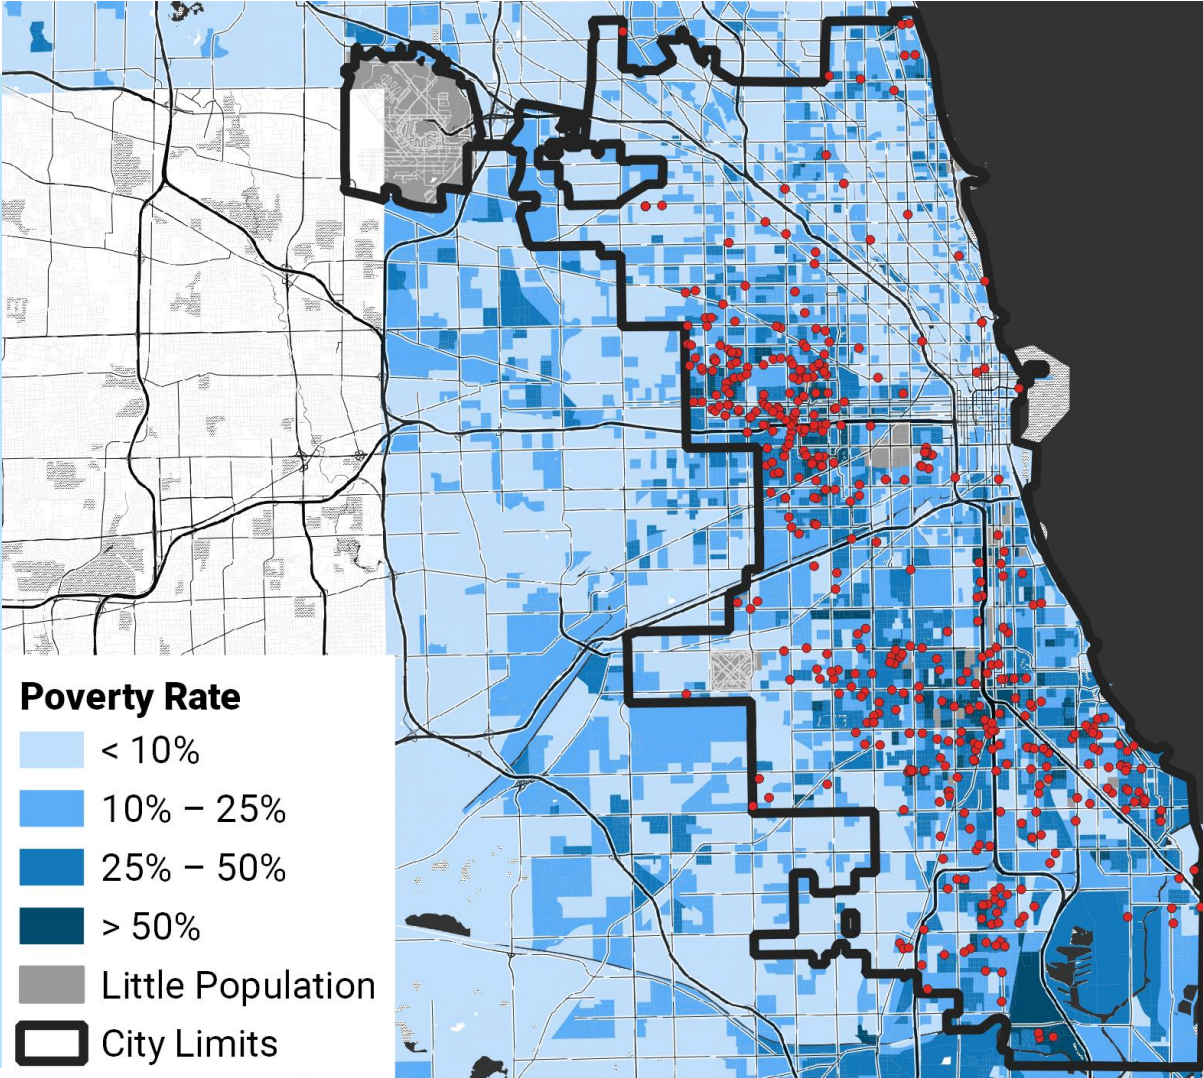 Poverty Rate
< 10%
10% – 25%
25% – 50%
> 50%
Little Population
City Limits